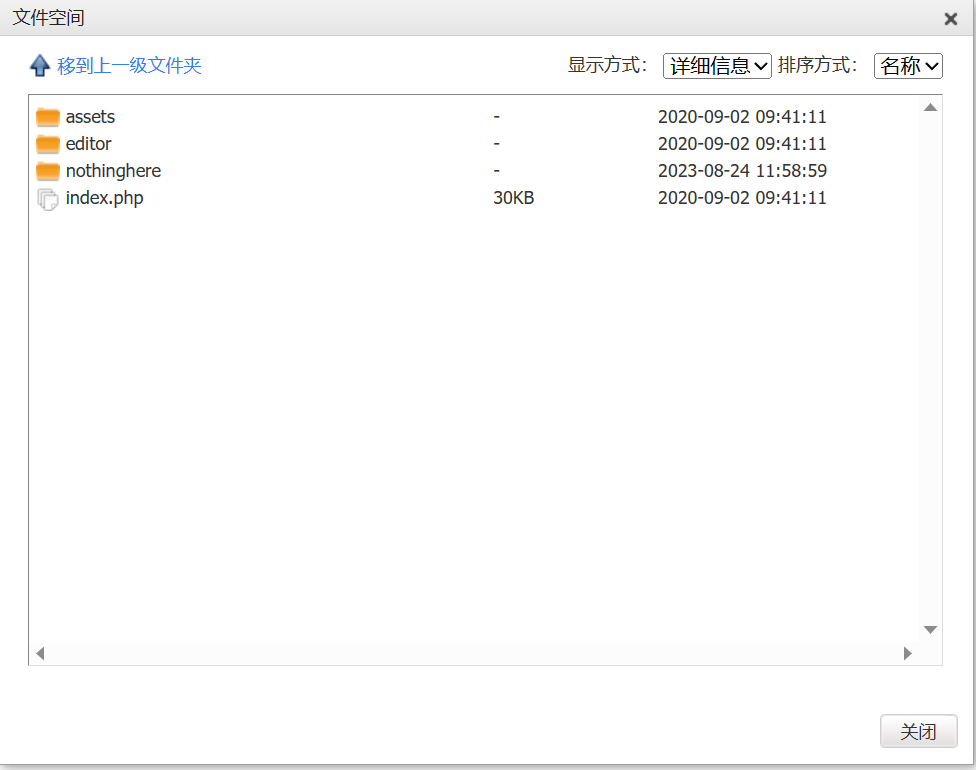 文件空间
移到上一级文件夹 显示方式: 详细信息 排序方式: 名称
assets - 2020-09-02 09:41:11
editor - 2020-09-02 09:41:11
nothinghere - 2023-08-24 11:58:59
index.php 30KB 2020-09-02 09:41:11
关闭